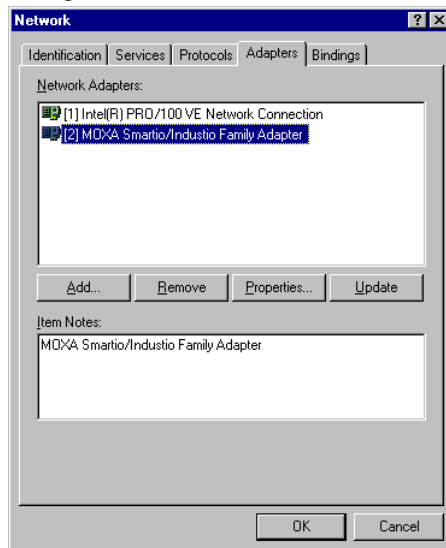 Network
Identification Services Protocols Adapters Bindings
Network Adapters:
[1] Intel(R) PRO/100 VE Network Connection
[2] MOXA Smartio/Industio Family Adapter
Add... Remove Properties... Update
Item Notes:
MOXA Smartio/Industio Family Adapter
OK Cancel